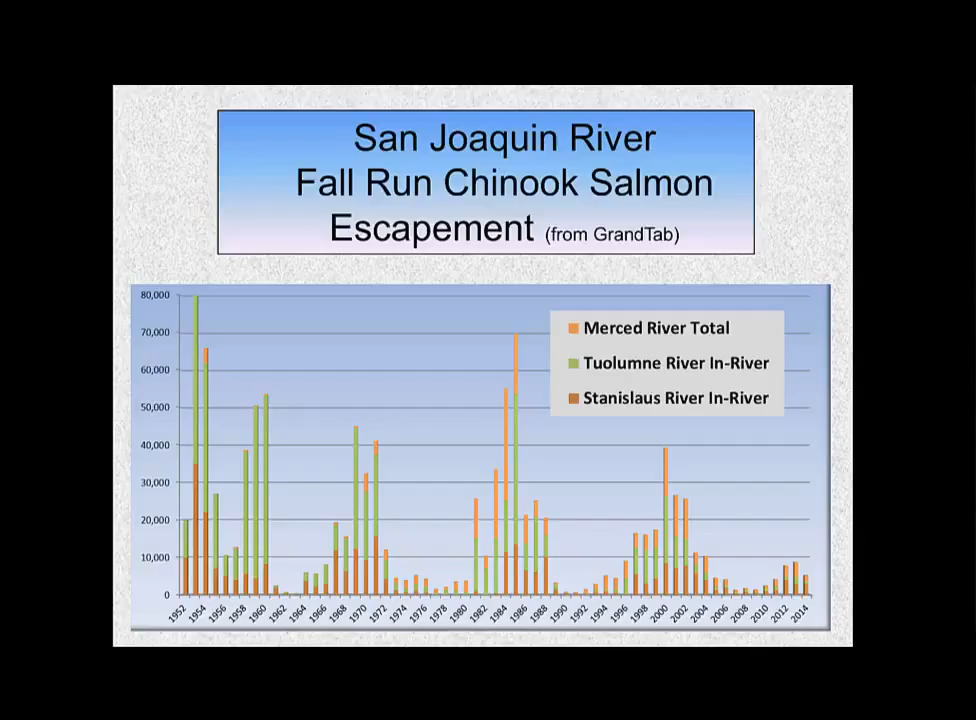 San Joaquin River
Fall Run Chinook Salmon
Escapement (from GrandTab)
80,000
70,000
60,000
50,000
40,000
30,000
20,000
10,000
0
Merced River Total
Tuolumne River In-River
Stanislaus River In-River
1952 1954 1956 1958 1960 1962 1964 1966 1968 1970 1972 1974 1976 1978 1980 1982 1984 1986 1988 1990 1992 1994 1996 1998 2000 2002 2004 2006 2008 2010 2012 2014